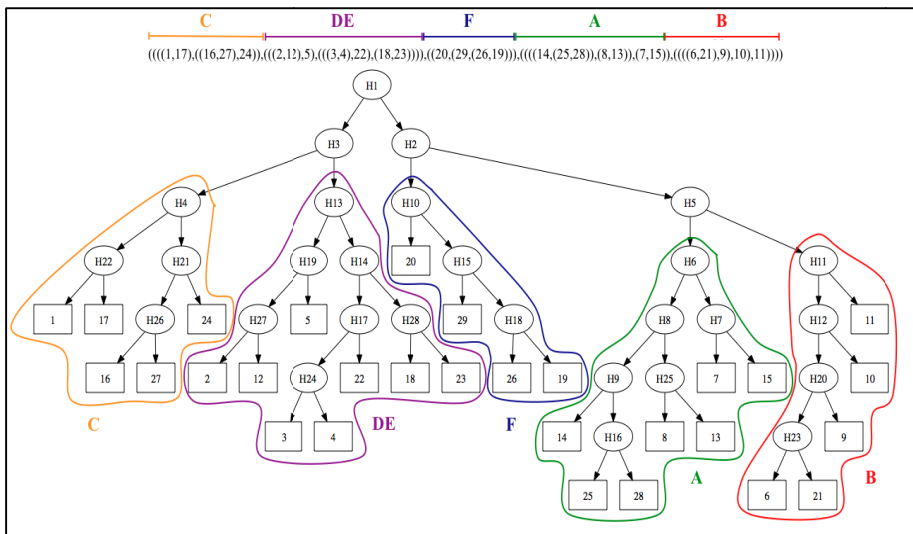 C DE F A B
((((1,17),((16,27),24)),(((2,12),5),(((3,4),22),(18,23)))),((20,(29,(26,19))),((((14,(25,28)),(8,13)),(7,15)),((((6,21),9),10),11))))
H1
H3 H2
H4 H13 H10 H5
H22 H21 H19 H14 20 H15 H6 H11
1 17 H26 24 H27 5 H17 H28 29 H18 H8 H7 H12 11
16 27 2 12 H24 22 18 23 26 19 H9 H25 7 15 H20 10
C DE F
3 4 14 H16 8 13 H23 9
A B
25 28 6 21